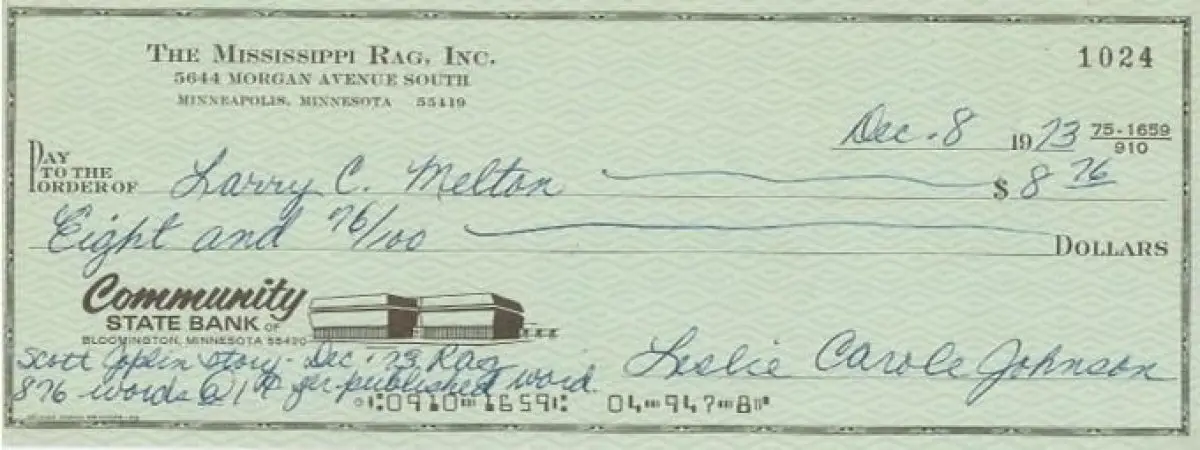 THE MISSISSIPPI RAG, INC.
5644 MORGAN AVENUE SOUTH
MINNEAPOLIS, MINNESOTA 55419
1024
Dec. 8 1973
75-1659
910
PAY TO THE ORDER OF Larry C. Melton $ 8 76
Eight and 76/100 DOLLARS
Community
STATE BANK OF
BLOOMINGTON, MINNESOTA 55420
Scott Joplin story - Dec. '73 Rag
876 words @ 1¢ per published word.
Leslie Carole Johnson
⑆0910⑉1659⑆ 04⑉947⑉8⑈